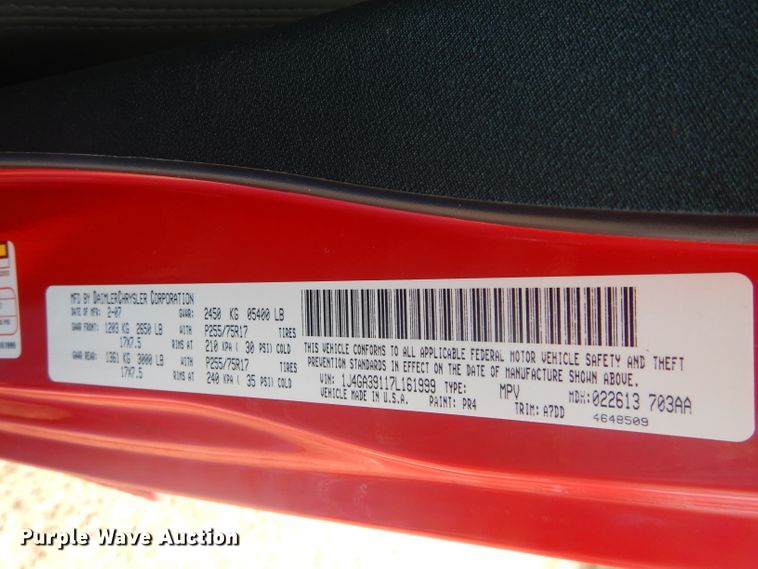 MFD BY DAIMLERCHRYSLER CORPORATION
DATE OF MFR: 2-07 GVWR: 2450 KG 05400 LB
GAWR FRONT: 1203 KG 2650 LB WITH P255/75R17 TIRES
17X7.5 RIMS AT 210 KPA ( 30 PSI) COLD
GAWR REAR: 1361 KG 3000 LB WITH P255/75R17 TIRES
17X7.5 RIMS AT 240 KPA ( 35 PSI) COLD
THIS VEHICLE CONFORMS TO ALL APPLICABLE FEDERAL MOTOR VEHICLE SAFETY AND THEFT
PREVENTION STANDARDS IN EFFECT ON THE DATE OF MANUFACTURE SHOWN ABOVE.
VIN: 1J4GA39117L161999 TYPE: MPV MDH: 022613 703AA
VEHICLE MADE IN U.S.A. PAINT: PR4 TRIM: A7DD 4648509
Purple Wave Auction